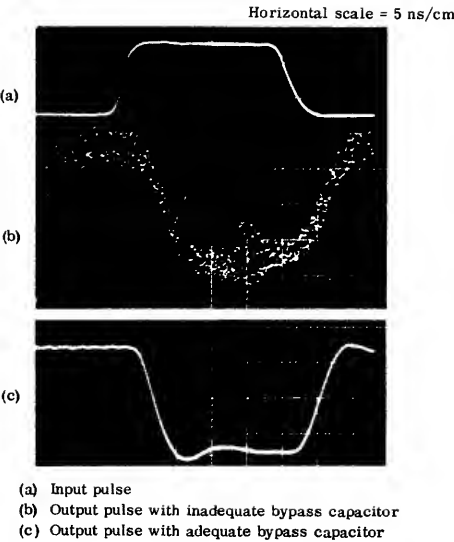 Horizontal scale = 5 ns/cm
(a)
(b)
(c)
(a) Input pulse
(b) Output pulse with inadequate bypass capacitor
(c) Output pulse with adequate bypass capacitor